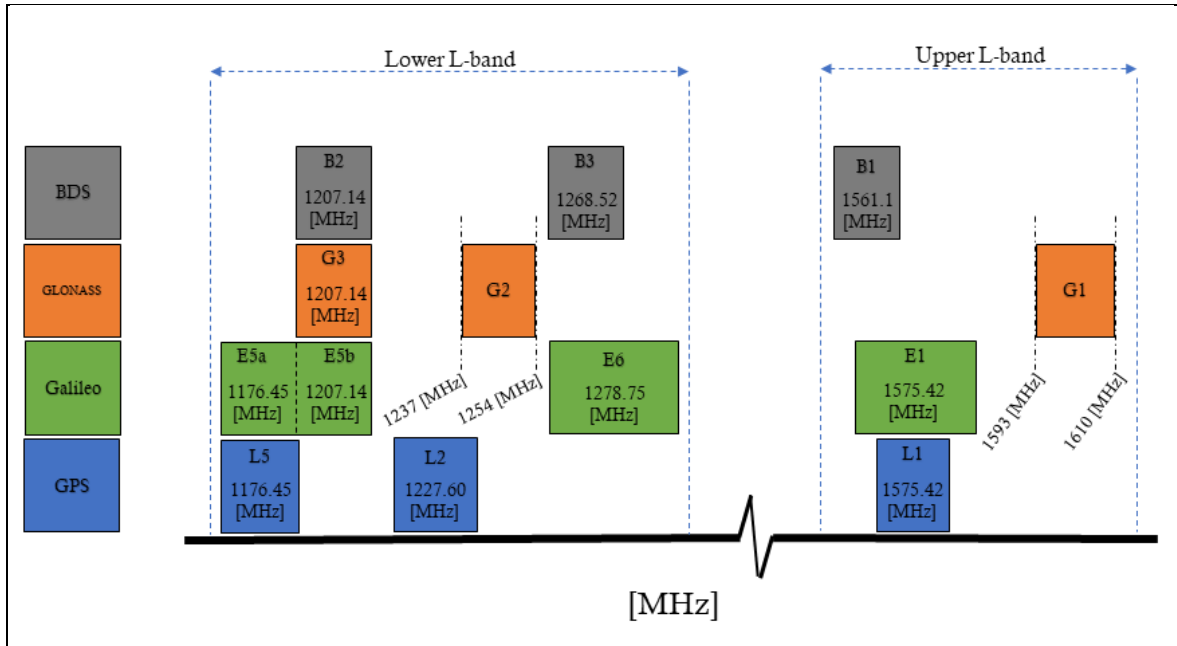 Lower L-band
Upper L-band
BDS
B2
1207.14
[MHz]
B3
1268.52
[MHz]
B1
1561.1
[MHz]
GLONASS
G3
1207.14
[MHz]
G2
G1
Galileo
E5a
1176.45
[MHz]
E5b
1207.14
[MHz]
1237 [MHz]
1254 [MHz]
E6
1278.75
[MHz]
E1
1575.42
[MHz]
1593 [MHz]
1610 [MHz]
GPS
L5
1176.45
[MHz]
L2
1227.60
[MHz]
L1
1575.42
[MHz]
[MHz]